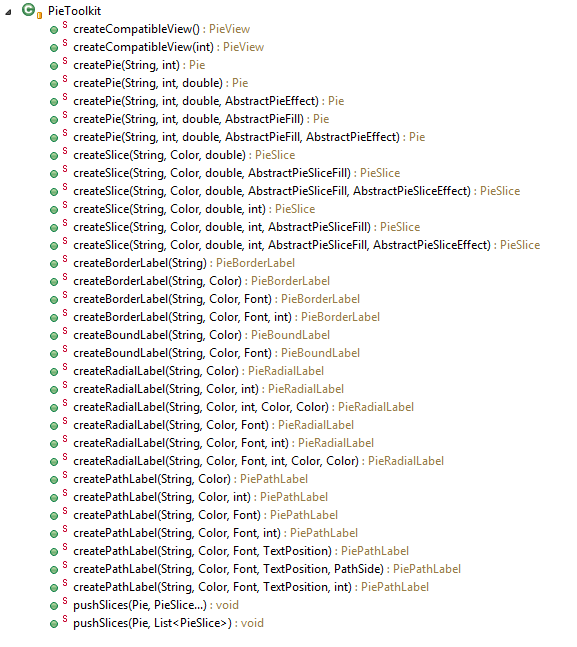 PieToolkit
S createCompatibleView() : PieView
S createCompatibleView(int) : PieView
S createPie(String, int) : Pie
S createPie(String, int, double) : Pie
S createPie(String, int, double, AbstractPieEffect) : Pie
S createPie(String, int, double, AbstractPieFill) : Pie
S createPie(String, int, double, AbstractPieFill, AbstractPieEffect) : Pie
S createSlice(String, Color, double) : PieSlice
S createSlice(String, Color, double, AbstractPieSliceFill) : PieSlice
S createSlice(String, Color, double, AbstractPieSliceFill, AbstractPieSliceEffect) : PieSlice
S createSlice(String, Color, double, int) : PieSlice
S createSlice(String, Color, double, int, AbstractPieSliceFill) : PieSlice
S createSlice(String, Color, double, int, AbstractPieSliceFill, AbstractPieSliceEffect) : PieSlice
S createBorderLabel(String) : PieBorderLabel
S createBorderLabel(String, Color) : PieBorderLabel
S createBorderLabel(String, Color, Font) : PieBorderLabel
S createBorderLabel(String, Color, Font, int) : PieBorderLabel
S createBoundLabel(String, Color) : PieBoundLabel
S createBoundLabel(String, Color, Font) : PieBoundLabel
S createRadialLabel(String, Color) : PieRadialLabel
S createRadialLabel(String, Color, int) : PieRadialLabel
S createRadialLabel(String, Color, int, Color, Color) : PieRadialLabel
S createRadialLabel(String, Color, Font) : PieRadialLabel
S createRadialLabel(String, Color, Font, int) : PieRadialLabel
S createRadialLabel(String, Color, Font, int, Color, Color) : PieRadialLabel
S createPathLabel(String, Color) : PiePathLabel
S createPathLabel(String, Color, int) : PiePathLabel
S createPathLabel(String, Color, Font) : PiePathLabel
S createPathLabel(String, Color, Font, int) : PiePathLabel
S createPathLabel(String, Color, Font, TextPosition) : PiePathLabel
S createPathLabel(String, Color, Font, TextPosition, PathSide) : PiePathLabel
S createPathLabel(String, Color, Font, TextPosition, int) : PiePathLabel
S pushSlices(Pie, PieSlice...) : void
S pushSlices(Pie, List<PieSlice>) : void